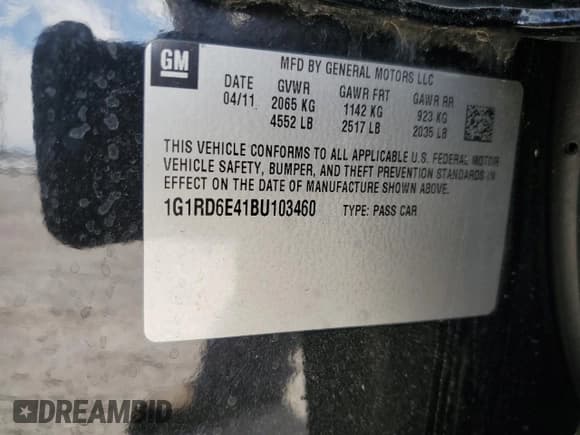 GM
MFD BY GENERAL MOTORS LLC
DATE GVWR GAWR FRT GAWR RR
04/11 2065 KG 1142 KG 923 KG
4552 LB 2517 LB 2035 LB
THIS VEHICLE CONFORMS TO ALL APPLICABLE U.S. FEDERAL MOTOR
VEHICLE SAFETY, BUMPER, AND THEFT PREVENTION STANDARDS IN
EFFECT ON THE DATE OF MANUFACTURE SHOWN ABOVE.
1G1RD6E41BU103460 TYPE: PASS CAR
DREAMBID